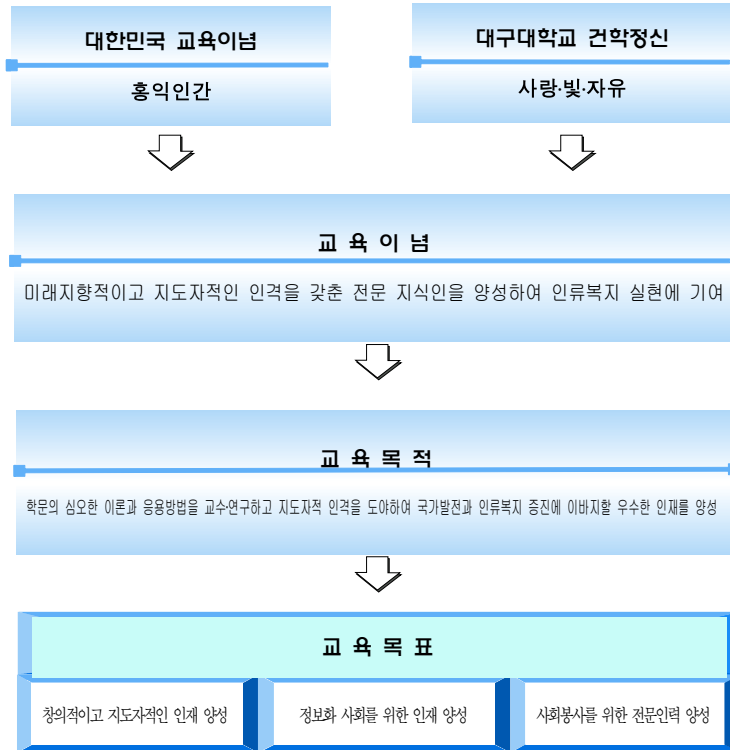 대한민국 교육이념
홍익인간
대구대학교 건학정신
사랑·빛·자유
교 육 이 념
미래지향적이고 지도자적인 인격을 갖춘 전문 지식인을 양성하여 인류복지 실현에 기여
교 육 목 적
학문의 심오한 이론과 응용방법을 교수·연구하고 지도자적 인격을 도야하여 국가발전과 인류복지 증진에 이바지할 우수한 인재를 양성
교 육 목 표
창의적이고 지도자적인 인재 양성
정보화 사회를 위한 인재 양성
사회봉사를 위한 전문인력 양성